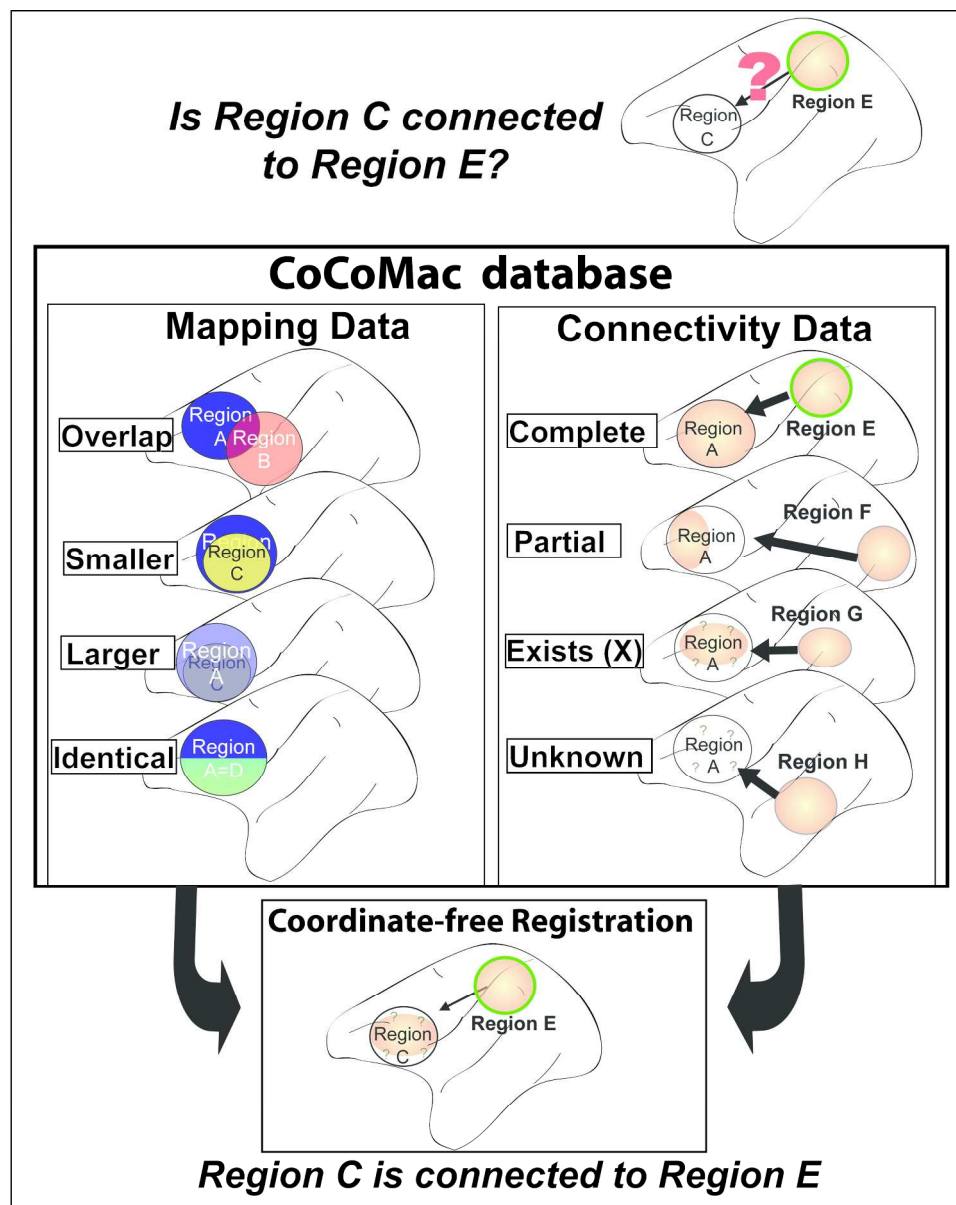 ?
Region E
Region
C
Is Region C connected
to Region E?
CoCoMac database
Mapping Data
Overlap
Region
A
Region
B
Smaller
Region
Region
C
Larger
Region
A
Region
C
Identical
Region
A=D
Connectivity Data
Complete
Region
A
Region E
Partial
Region
A
Region F
Exists (X)
? ?
Region
A
? ?
Region G
Unknown
? ?
Region
A
? ?
Region H
Coordinate-free Registration
? ?
Region
C
? ?
Region E
Region C is connected to Region E